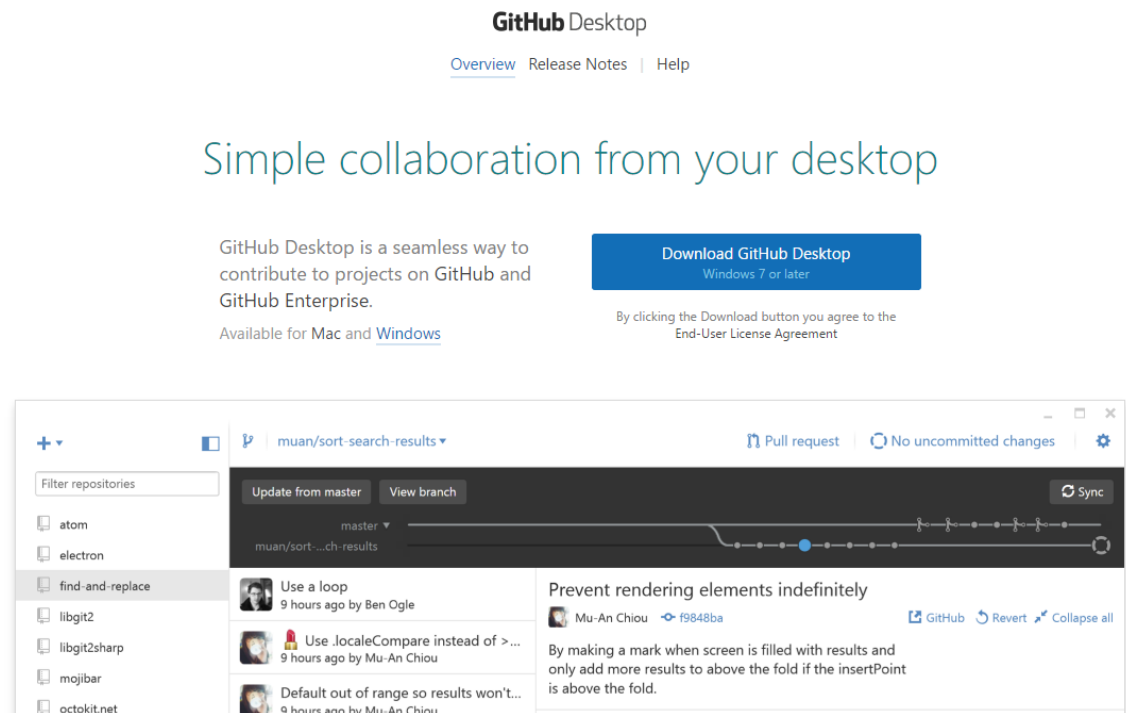 GitHub Desktop
Overview Release Notes | Help
Simple collaboration from your desktop
GitHub Desktop is a seamless way to
contribute to projects on GitHub and
GitHub Enterprise.
Available for Mac and Windows
Download GitHub Desktop
Windows 7 or later
By clicking the Download button you agree to the
End-User License Agreement
muan/sort-search-results
Pull request
No uncommitted changes
Filter repositories
atom
electron
find-and-replace
libgit2
libgit2sharp
mojibar
octokit.net
Update from master
View branch
Sync
master
muan/sort-...ch-results
Use a loop
9 hours ago by Ben Ogle
Use .localeCompare instead of >...
9 hours ago by Mu-An Chiou
Default out of range so results won't...
9 hours ago by Mu-An Chiou
Prevent rendering elements indefinitely
Mu-An Chiou f9848ba
GitHub Revert Collapse all
By making a mark when screen is filled with results and
only add more results to above the fold if the insertPoint
is above the fold.